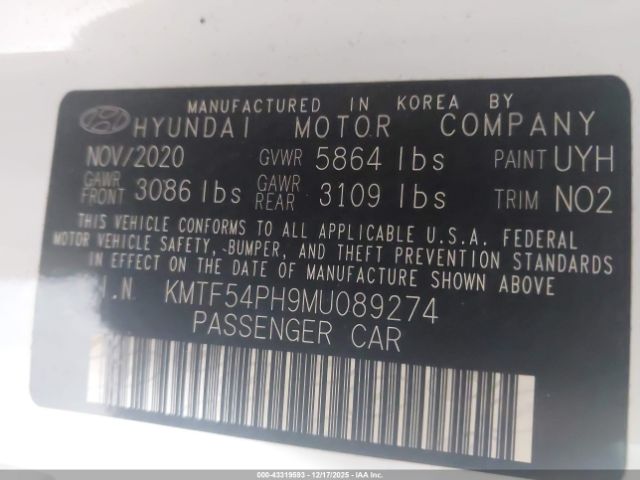 MANUFACTURED IN KOREA BY
HYUNDAI MOTOR COMPANY
NOV/2020 GVWR 5864 lbs PAINT UYH
GAWR FRONT 3086 lbs GAWR REAR 3109 lbs TRIM NO2
THIS VEHICLE CONFORMS TO ALL APPLICABLE U.S.A. FEDERAL
MOTOR VEHICLE SAFETY, BUMPER, AND THEFT PREVENTION STANDARDS
IN EFFECT ON THE DATE OF MANUFACTURE SHOWN ABOVE.
.I.N KMTF54PH9MU089274
PASSENGER CAR
000-43319593 12/17/2025 IAA Inc.